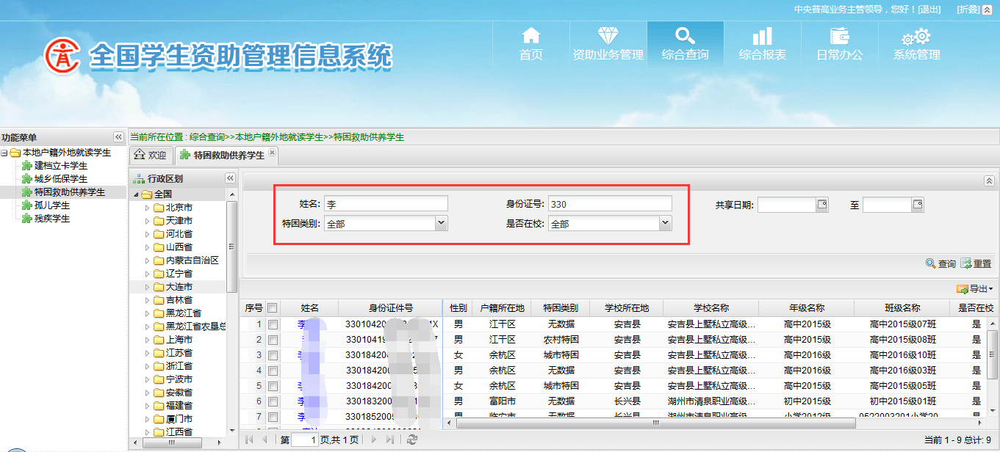 中央普高业务主管领导，您好！[退出] [折叠]
全国学生资助管理信息系统
首页 资助业务管理 综合查询 综合报表 日常办公 系统管理
功能菜单
本地户籍外地就读学生
建档立卡学生
城乡低保学生
特困救助供养学生
孤儿学生
残疾学生
当前所在位置：综合查询>>本地户籍外地就读学生>>特困救助供养学生
欢迎 特困救助供养学生
行政区划
全国
北京市
天津市
河北省
山西省
内蒙古自治区
辽宁省
大连市
吉林省
黑龙江省
黑龙江省农垦总
上海市
江苏省
浙江省
宁波市
安徽省
福建省
厦门市
江西省
姓名: 李 身份证号: 330 共享日期: 至
特困类别: 全部 是否在校: 全部
查询 重置
导出
序号 姓名 身份证件号 性别 户籍所在地 特困类别 学校所在地 学校名称 年级名称 班级名称 是否在校
1 李 3301042 1X 男 江干区 无数据 安吉县 安吉县上墅私立高级... 高中2015级 高中2015级07班 是
2 3301041 7 男 江干区 农村特困 安吉县 安吉县上墅私立高级... 高中2015级 高中2015级08班 是
3 李 3301842 女 余杭区 城市特困 安吉县 安吉县上墅私立高级... 高中2016级 高中2016级10班 是
4 33018420 男 余杭区 无数据 安吉县 安吉县上墅私立高级... 高中2016级 高中2016级03班 是
5 李 33018420 女 余杭区 城市特困 安吉县 安吉县上墅私立高级... 高中2015级 高中2015级05班 是
6 李 33018320 男 富阳市 无数据 长兴县 湖州市清泉职业高级... 初中2015级 初中2015级01班 是
7 李 33018520 男 临安市 无数据 长兴县 湖州市清泉职业高级... 小学2012级 0522003201小学20 是
第 1 页,共 1 页
当前 1 - 9 总计: 9